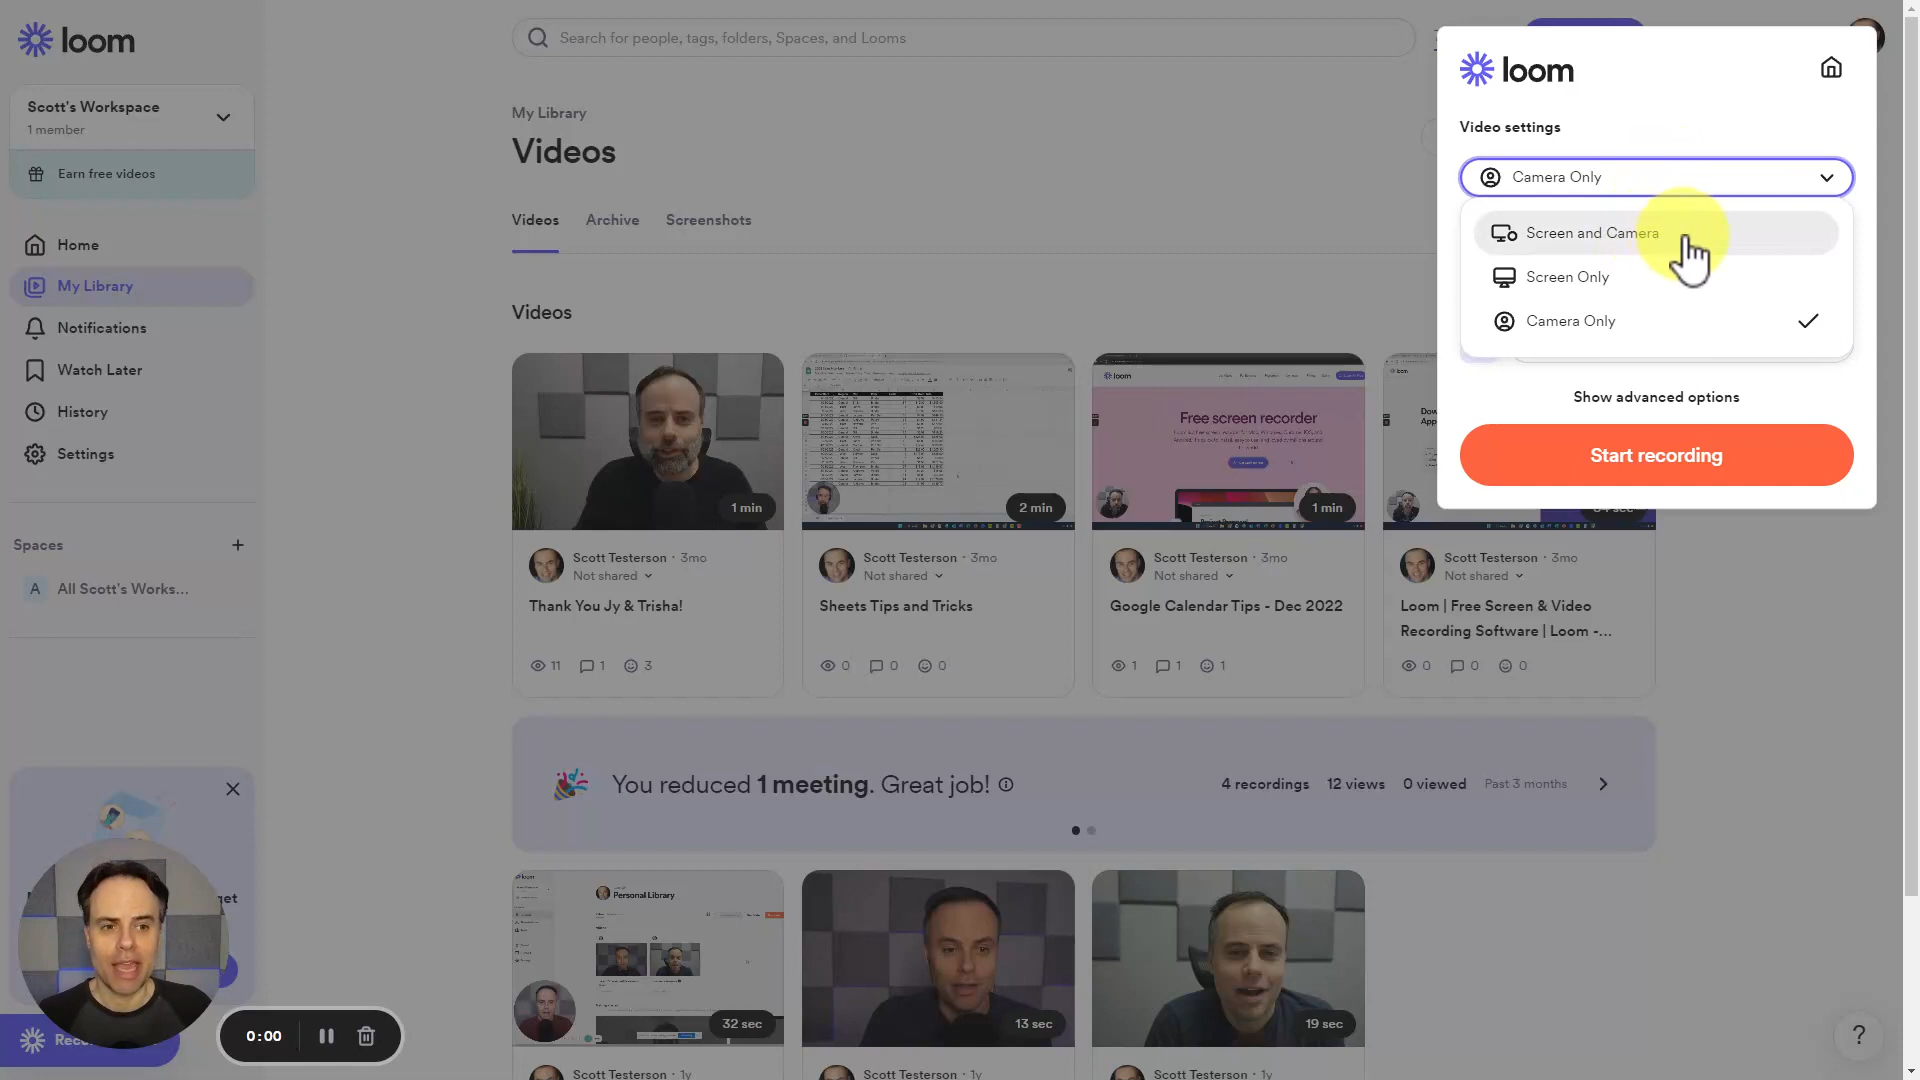 loom
Scott's Workspace
1 member
Earn free videos
Home
My Library
Notifications
Watch Later
History
Settings
Spaces
All Scott's Works...
Search for people, tags, folders, Spaces, and Looms
My Library
Videos
Videos
Archive
Screenshots
Videos
1 min
2 min
Free screen recorder
1 min
Scott Testerson · 3mo
Not shared
Thank You Jy & Trisha!
11
1
3
Scott Testerson · 3mo
Not shared
Sheets Tips and Tricks
0
0
0
Scott Testerson · 3mo
Not shared
Google Calendar Tips - Dec 2022
1
1
1
Scott Testerson · 3mo
Not shared
Loom | Free Screen & Video
Recording Software | Loom -...
0
0
0
You reduced 1 meeting. Great job!
4 recordings
12 views
0 viewed
Past 3 months
Personal Library
32 sec
13 sec
19 sec
Scott Testerson · 1y
Scott Testerson · 1y
Scott Testerson · 1y
0:00
loom
Video settings
Camera Only
Screen and Camera
Screen Only
Camera Only
Show advanced options
Start recording
?